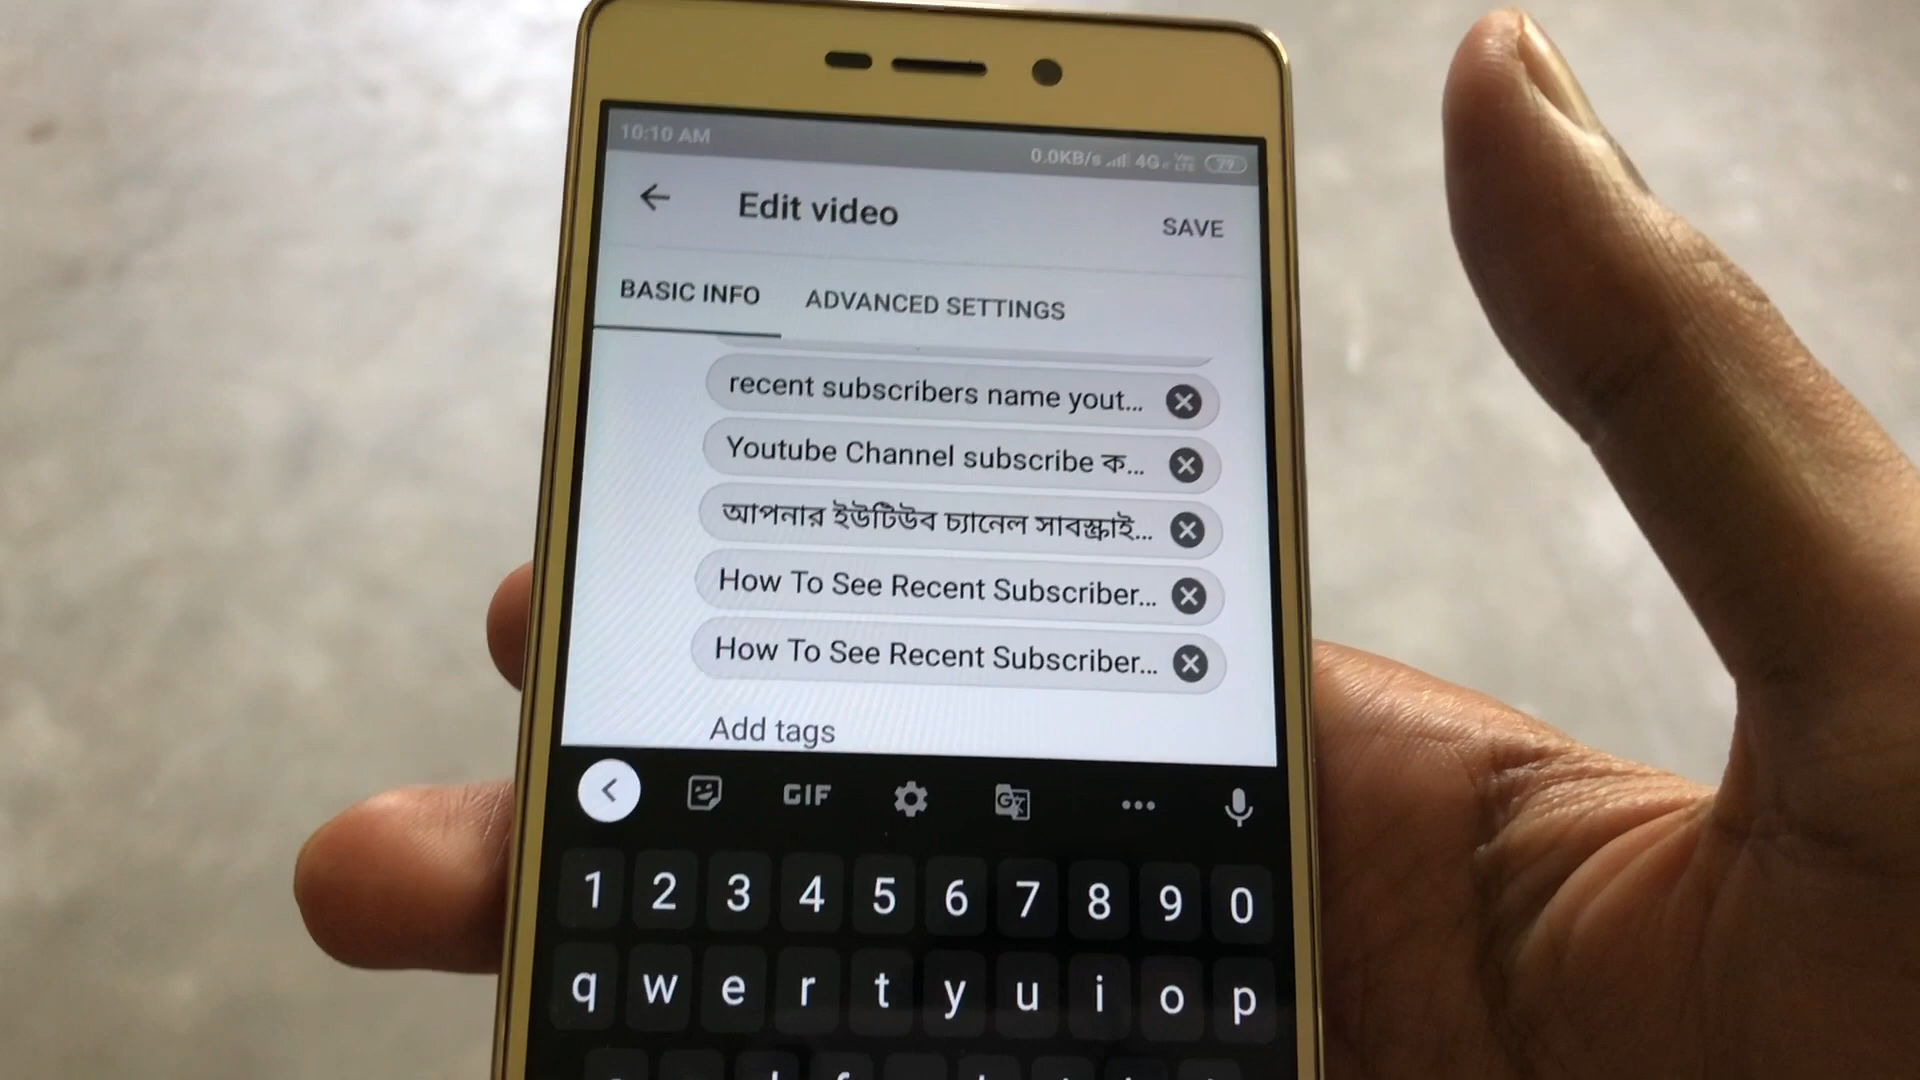 10:10 AM
0.0KB/s 4G 79
Edit video
SAVE
BASIC INFO ADVANCED SETTINGS
recent subscribers name yout...
Youtube Channel subscribe ক...
আপনার ইউটিউব চ্যানেল সাবস্ক্রাই...
How To See Recent Subscriber...
How To See Recent Subscriber...
Add tags
GIF
1 2 3 4 5 6 7 8 9 0
q w e r t y u i o p